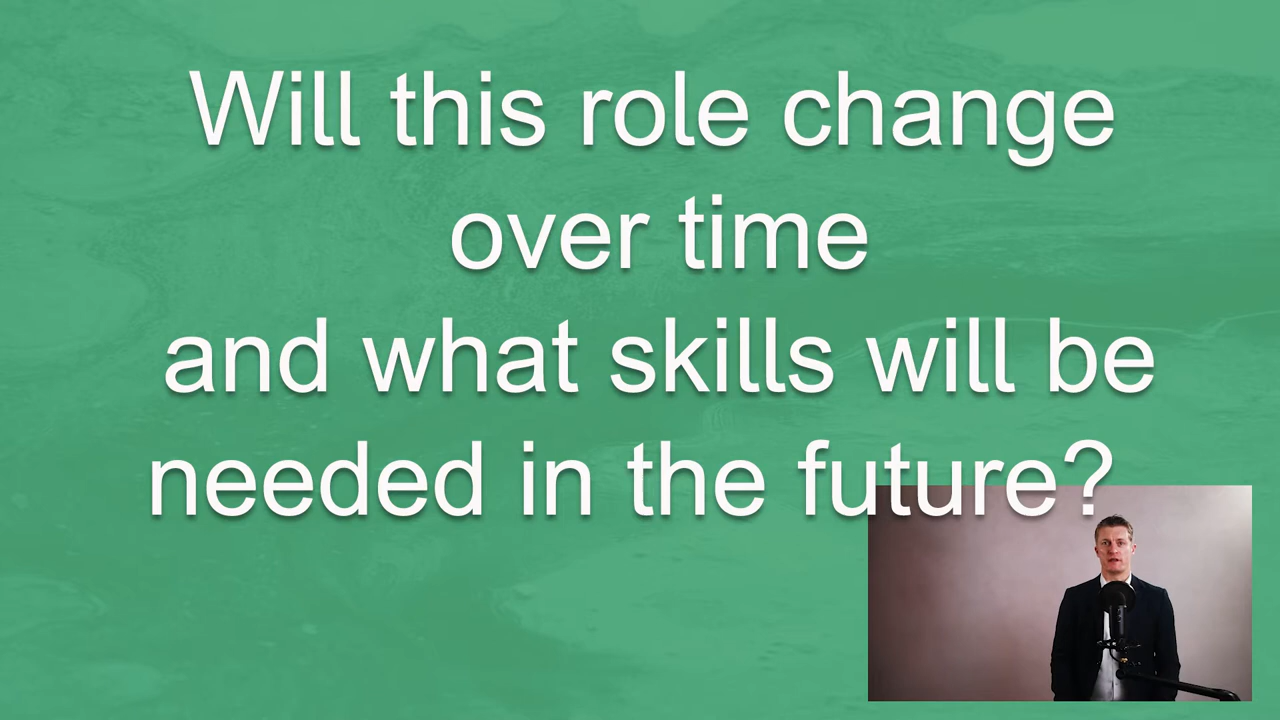 Will this role change
over time
and what skills will be
needed in the future?